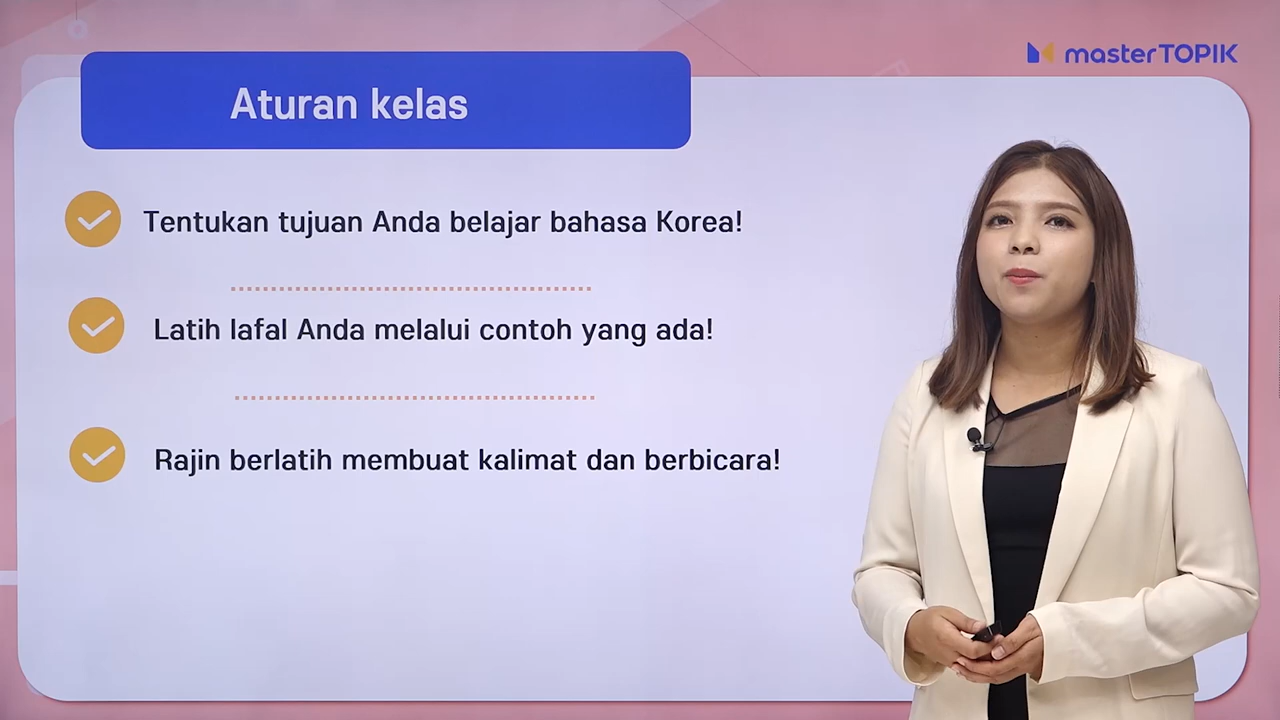 masterTOPIK
Aturan kelas
Tentukan tujuan Anda belajar bahasa Korea!
Latih lafal Anda melalui contoh yang ada!
Rajin berlatih membuat kalimat dan berbicara!